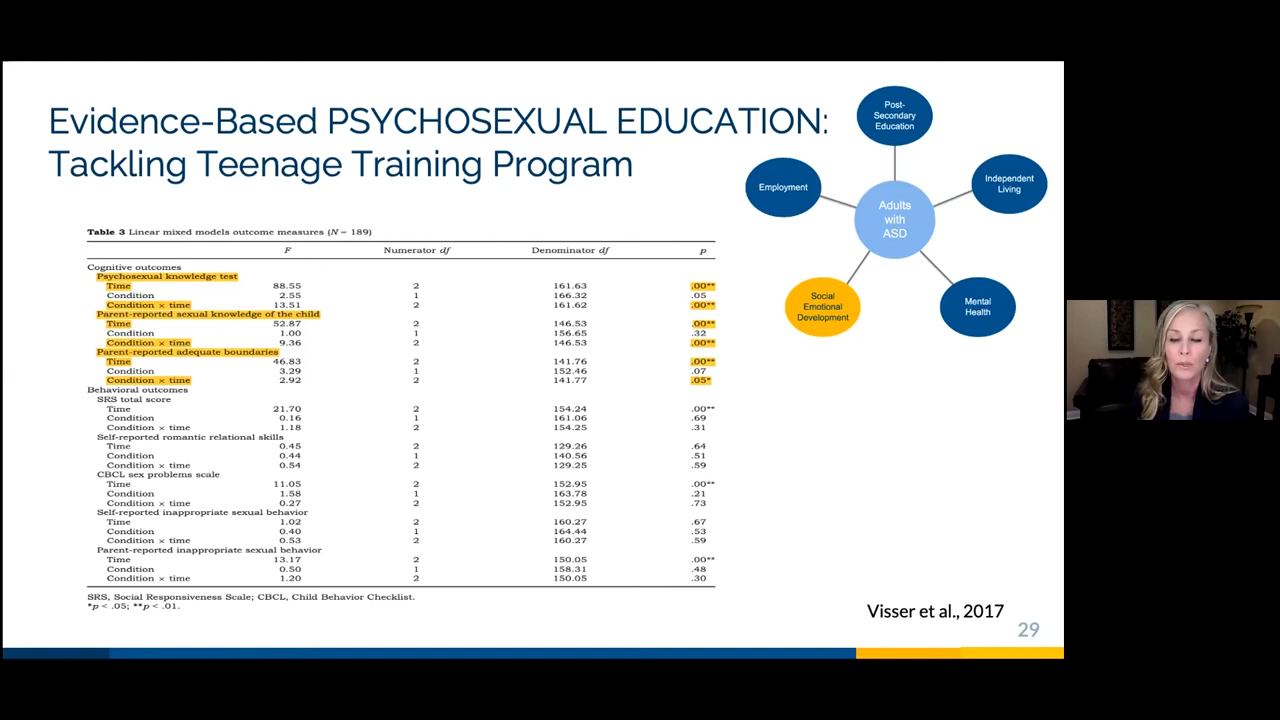 Evidence-Based PSYCHOSEXUAL EDUCATION:
Tackling Teenage Training Program
Post-
Secondary
Education
Employment
Independent
Living
Adults
with
ASD
Social
Emotional
Development
Mental
Health
Table 3 Linear mixed models outcome measures (N = 189)
F Numerator df Denominator df p
Cognitive outcomes
Psychosexual knowledge test
Time 88.55 2 161.63 .00**
Condition 2.55 1 166.32 .05
Condition × time 13.51 2 161.62 .00**
Parent-reported sexual knowledge of the child
Time 52.87 2 146.53 .00**
Condition 1.00 1 156.65 .32
Condition × time 9.36 2 146.53 .00**
Parent-reported adequate boundaries
Time 46.83 2 141.76 .00**
Condition 3.29 1 152.46 .07
Condition × time 2.92 2 141.77 .05*
Behavioral outcomes
SRS total score
Time 21.70 2 154.24 .00**
Condition 0.16 1 161.06 .69
Condition × time 1.18 2 154.25 .31
Self-reported romantic relational skills
Time 0.45 2 129.26 .64
Condition 0.44 1 140.56 .51
Condition × time 0.54 2 129.25 .59
CBCL sex problems scale
Time 11.05 2 152.95 .00**
Condition 1.58 1 163.78 .21
Condition × time 0.27 2 152.95 .73
Self-reported inappropriate sexual behavior
Time 1.02 2 160.27 .67
Condition 0.40 1 164.44 .53
Condition × time 0.53 2 160.27 .59
Parent-reported inappropriate sexual behavior
Time 13.17 2 150.05 .00**
Condition 0.50 1 158.31 .48
Condition × time 1.20 2 150.05 .30
SRS, Social Responsiveness Scale; CBCL, Child Behavior Checklist.
*p < .05; **p < .01.
Visser et al., 2017
29